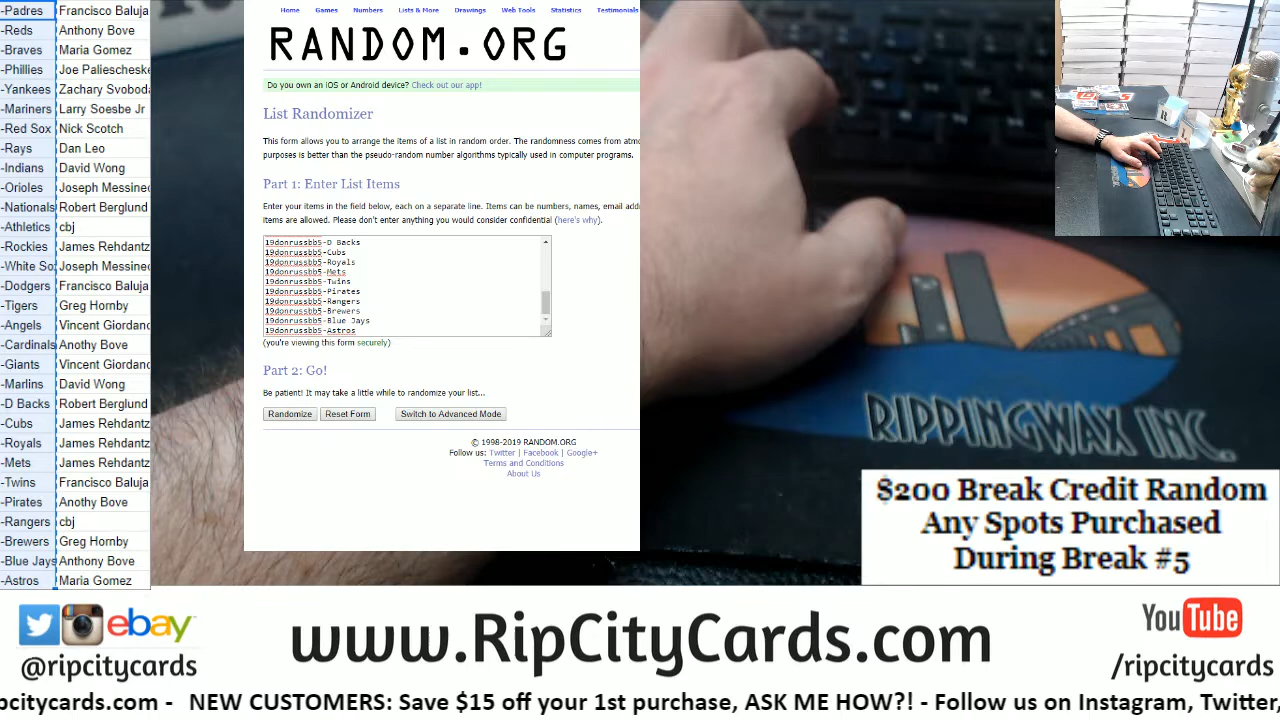 -Padres Francisco Baluja
-Reds Anthony Bove
-Braves Maria Gomez
-Phillies Joe Paliescheske
-Yankees Zachary Svoboda
-Mariners Larry Soesbe Jr
-Red Sox Nick Scotch
-Rays Dan Leo
-Indians David Wong
-Orioles Joseph Messineo
-Nationals Robert Berglund
-Athletics cbj
-Rockies James Rehdantz
-White So Joseph Messineo
-Dodgers Francisco Baluja
-Tigers Greg Hornby
-Angels Vincent Giordano
-Cardinals Anothy Bove
-Giants Vincent Giordano
-Marlins David Wong
-D Backs Robert Berglund
-Cubs James Rehdantz
-Royals James Rehdantz
-Mets James Rehdantz
-Twins Francisco Baluja
-Pirates Anothy Bove
-Rangers cbj
-Brewers Greg Hornby
-Blue Jays Anthony Bove
-Astros Maria Gomez
Home Games Numbers Lists & More Drawings Web Tools Statistics Testimonials
RANDOM.ORG
Do you own an iOS or Android device? Check out our app!
List Randomizer
This form allows you to arrange the items of a list in random order. The randomness comes from atmo
purposes is better than the pseudo-random number algorithms typically used in computer programs.
Part 1: Enter List Items
Enter your items in the field below, each on a separate line. Items can be numbers, names, email addr
items are allowed. Please don't enter anything you would consider confidential (here's why).
19donrussbb5-D Backs
19donrussbb5-Cubs
19donrussbb5-Royals
19donrussbb5-Mets
19donrussbb5-Twins
19donrussbb5-Pirates
19donrussbb5-Rangers
19donrussbb5-Brewers
19donrussbb5-Blue Jays
19donrussbb5-Astros
(you're viewing this form securely)
Part 2: Go!
Be patient! It may take a little while to randomize your list...
Randomize Reset Form Switch to Advanced Mode
© 1998-2019 RANDOM.ORG
Follow us: Twitter | Facebook | Google+
Terms and Conditions
About Us
RIPPINGWAX INC.
$200 Break Credit Random
Any Spots Purchased
During Break #5
ebay
@ripcitycards
www.RipCityCards.com
YouTube
/ripcitycards
pcitycards.com - NEW CUSTOMERS: Save $15 off your 1st purchase, ASK ME HOW?! - Follow us on Instagram, Twitter,